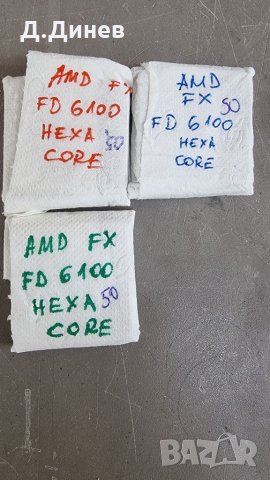 Д.Динев
AMD FX
FD 6100
HEXA
CORE 50
AMD
FX 50
FD 6100
HEXA
CORE
AMD FX
FD 6100
HEXA 50
CORE
BAZAR